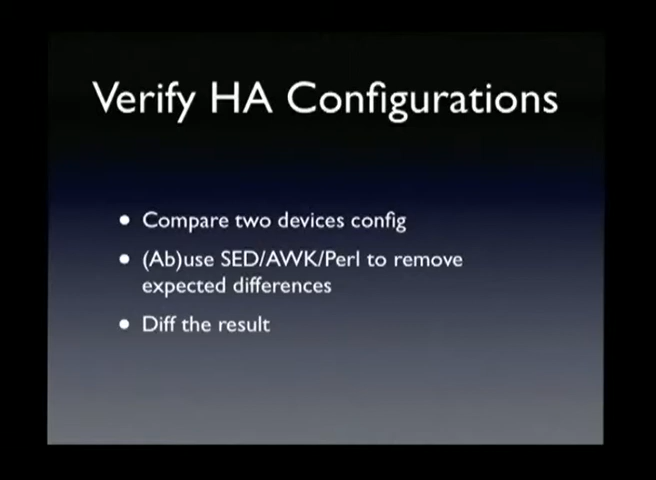 Verify HA Configurations
• Compare two devices config
• (Ab)use SED/AWK/Perl to remove
expected differences
• Diff the result